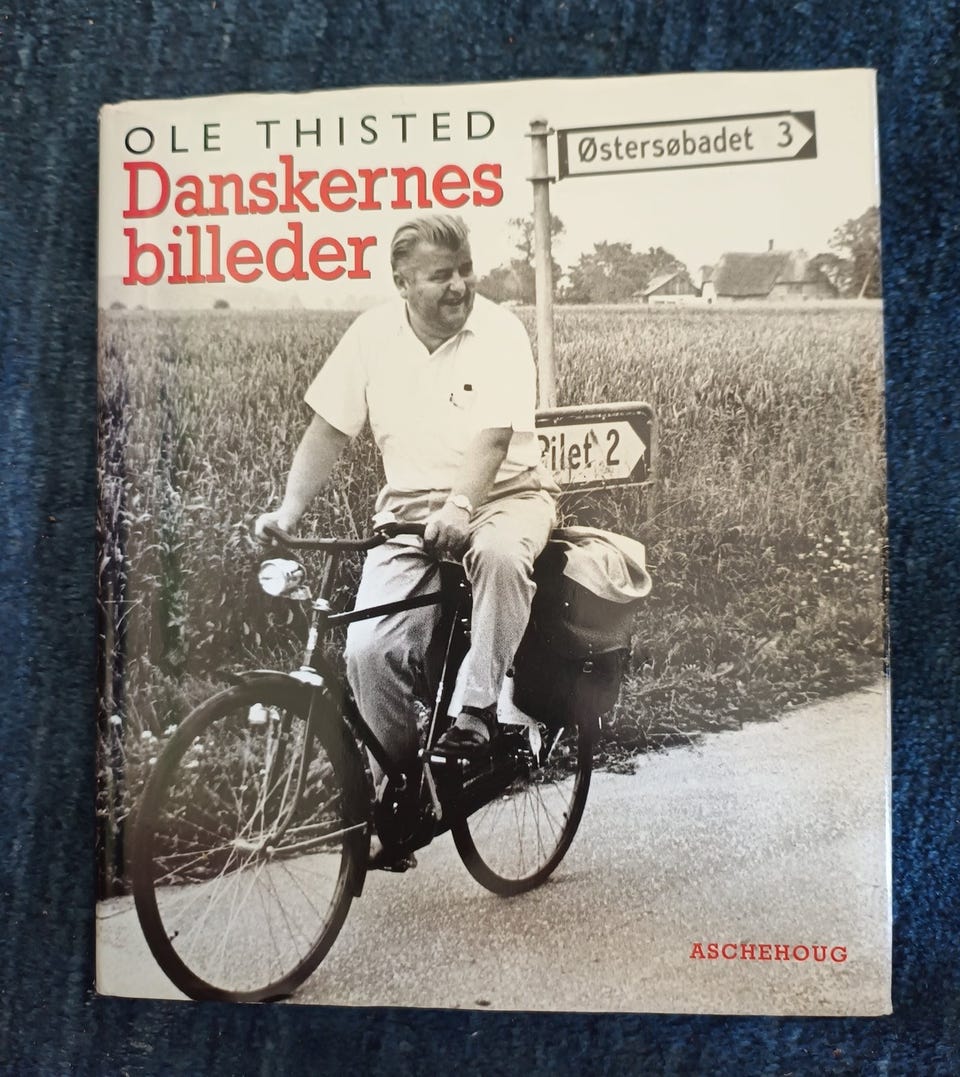 OLE THISTED
Danskernes
billeder
Østersøbadet 3
Pilet 2
ASCHEHOUG